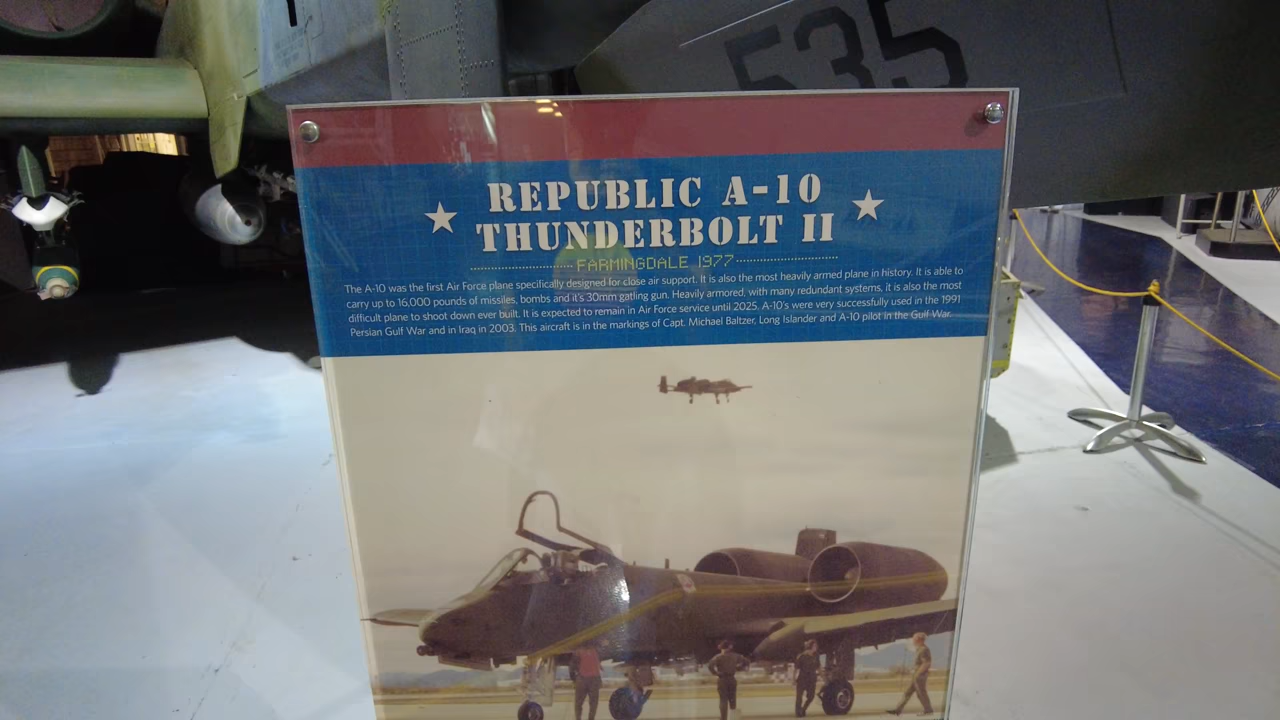 535
REPUBLIC A-10
THUNDERBOLT II
FARMINGDALE 1977
The A-10 was the first Air Force plane specifically designed for close air support. It is also the most heavily armed plane in history. It is able to
carry up to 16,000 pounds of missiles, bombs and it's 30mm gatling gun. Heavily armored, with many redundant systems, it is also the most
difficult plane to shoot down ever built. It is expected to remain in Air Force service until 2025. A-10's were very successfully used in the 1991
Persian Gulf War and in Iraq in 2003. This aircraft is in the markings of Capt. Michael Baltzer, Long Islander and A-10 pilot in the Gulf War.